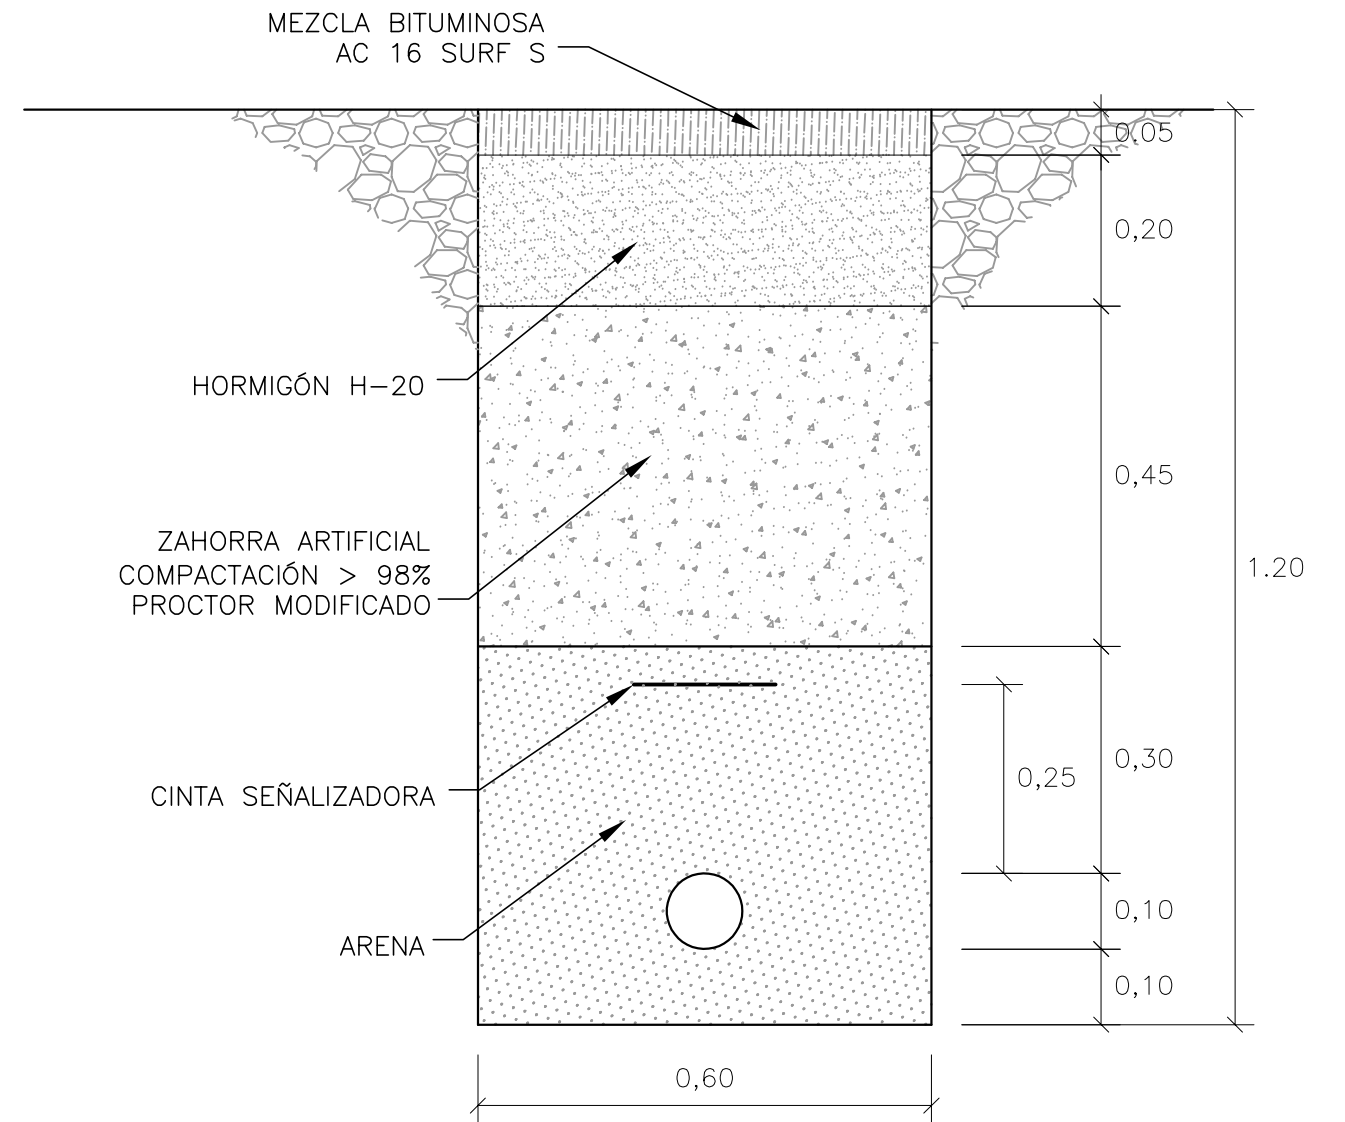 MEZCLA BITUMINOSA
AC 16 SURF S
0,05
0,20
HORMIGÓN H-20
0,45
ZAHORRA ARTIFICIAL
COMPACTACIÓN > 98%
PROCTOR MODIFICADO
1.20
0,30
0,25
CINTA SEÑALIZADORA
0,10
ARENA
0,10
0,60